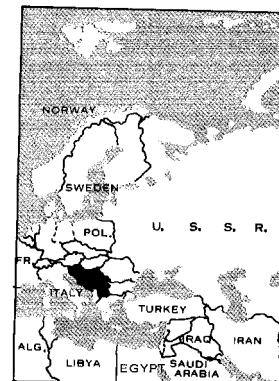 NORWAY
SWEDEN
U. S. S. R.
POL.
FR.
ITALY
TURKEY
ALG.
LIBYA
EGYPT
IRAQ
IRAN
SAUDI
ARABIA